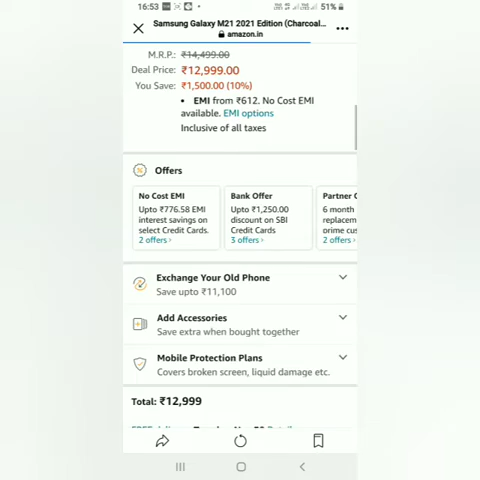 16:53
51%
Samsung Galaxy M21 2021 Edition (Charcoal...
amazon.in
M.R.P.: ₹14,499.00
Deal Price: ₹12,999.00
You Save: ₹1,500.00 (10%)
• EMI from ₹612. No Cost EMI
available. EMI options
Inclusive of all taxes
Offers
No Cost EMI
Upto ₹776.58 EMI
interest savings on
select Credit Cards.
2 offers ›
Bank Offer
Upto ₹1,250.00
discount on SBI
Credit Cards
3 offers ›
Partner
6 month
replacem
2 offers ›
Exchange Your Old Phone
Save upto ₹11,100
Add Accessories
Save extra when bought together
Mobile Protection Plans
Covers broken screen, liquid damage etc.
Total: ₹12,999